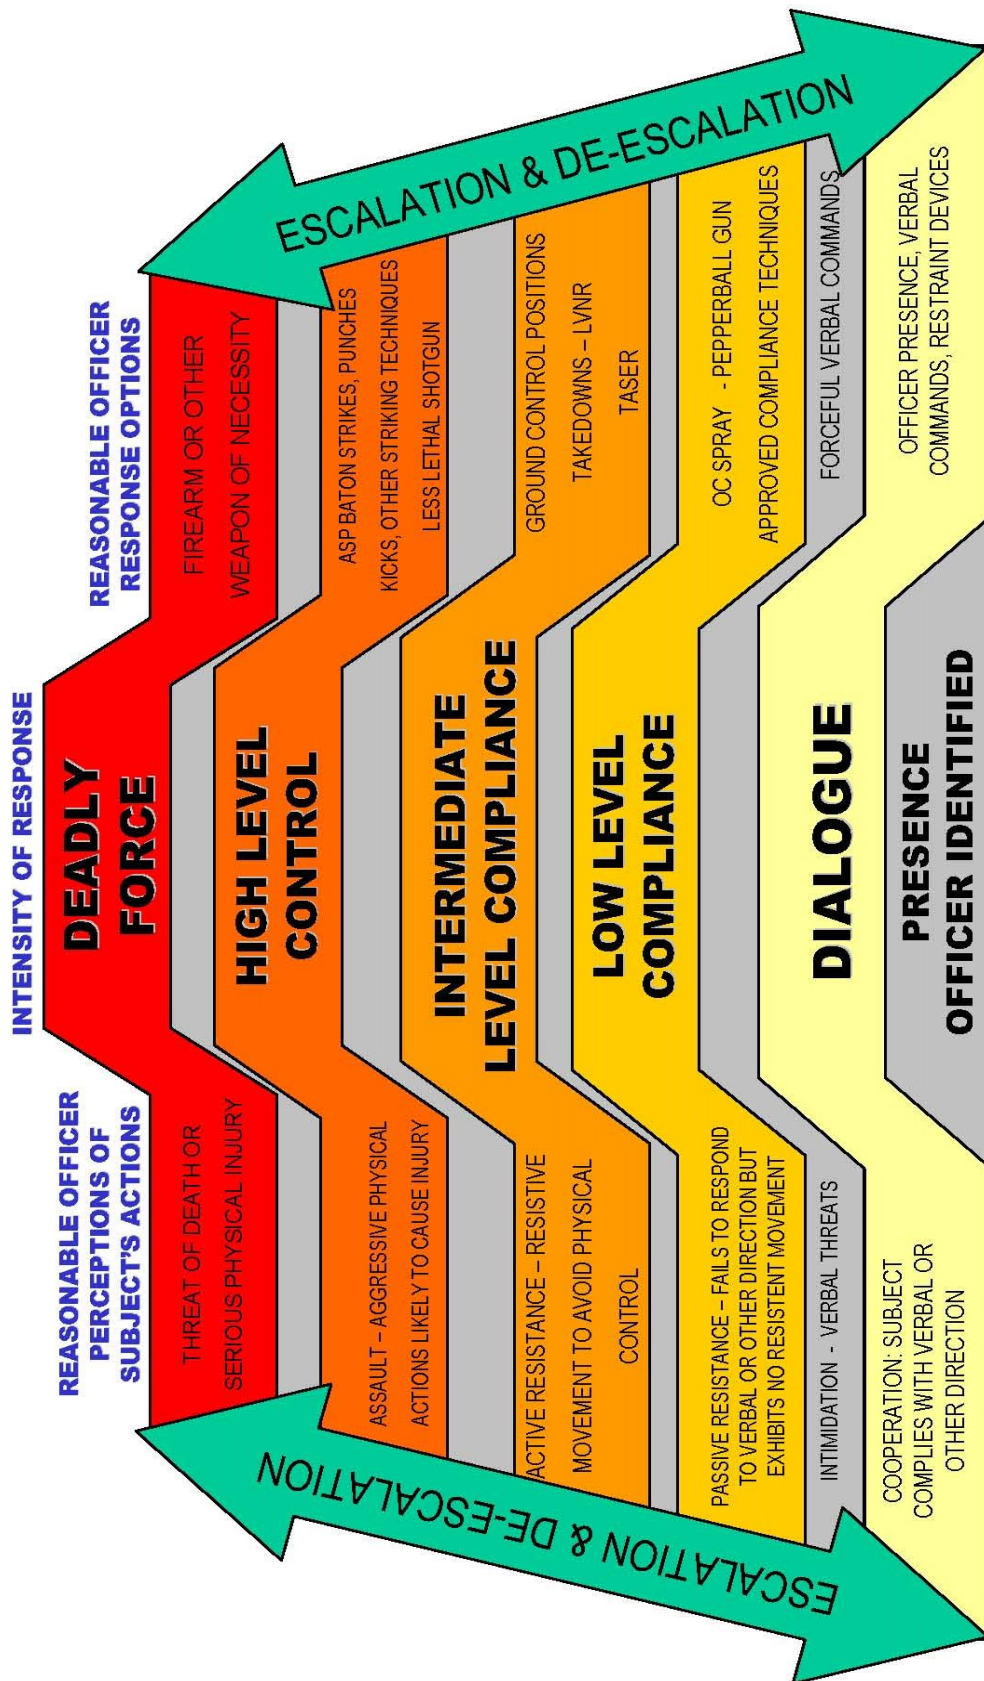 INTENSITY OF RESPONSE
REASONABLE OFFICER
PERCEPTIONS OF
SUBJECT'S ACTIONS
REASONABLE OFFICER
RESPONSE OPTIONS
THREAT OF DEATH OR
SERIOUS PHYSICAL INJURY
DEADLY
FORCE
FIREARM OR OTHER
WEAPON OF NECESSITY
ASSAULT – AGGRESSIVE PHYSICAL
ACTIONS LIKELY TO CAUSE INJURY
HIGH LEVEL
CONTROL
ASP BATON STRIKES, PUNCHES
KICKS, OTHER STRIKING TECHNIQUES
LESS LETHAL SHOTGUN
ACTIVE RESISTANCE – RESISTIVE
MOVEMENT TO AVOID PHYSICAL
CONTROL
INTERMEDIATE
LEVEL COMPLIANCE
GROUND CONTROL POSITIONS
TAKEDOWNS – LVNR
TASER
PASSIVE RESISTANCE – FAILS TO RESPOND
TO VERBAL OR OTHER DIRECTION BUT
EXHIBITS NO RESISTENT MOVEMENT
LOW LEVEL
COMPLIANCE
OC SPRAY - PEPPERBALL GUN
APPROVED COMPLIANCE TECHNIQUES
INTIMIDATION - VERBAL THREATS
FORCEFUL VERBAL COMMANDS
DIALOGUE
COOPERATION: SUBJECT
COMPLIES WITH VERBAL OR
OTHER DIRECTION
OFFICER PRESENCE, VERBAL
COMMANDS, RESTRAINT DEVICES
PRESENCE
OFFICER IDENTIFIED
ESCALATION & DE-ESCALATION
ESCALATION & DE-ESCALATION